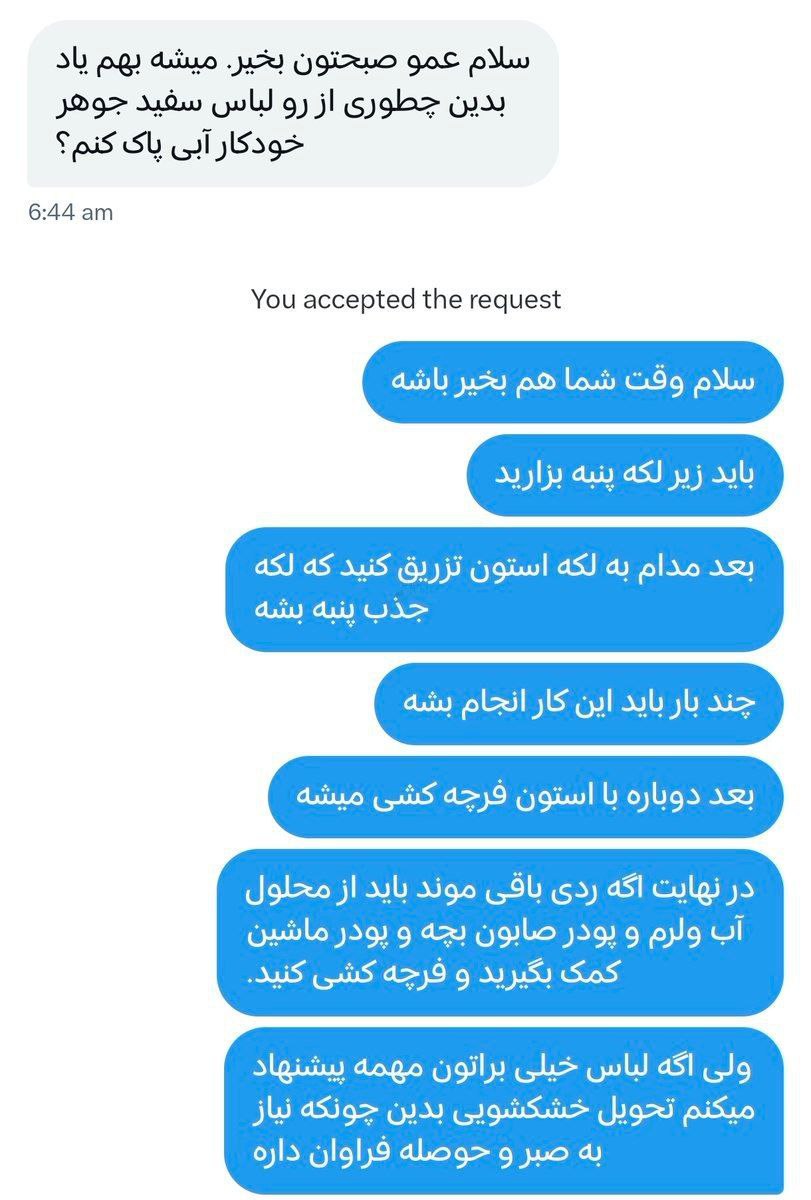 سلام عمو صبحتون بخیر. میشه بهم یاد
بدین چطوری از رو لباس سفید جوهر
خودکار آبی پاک کنم؟
6:44 am
You accepted the request
سلام وقت شما هم بخیر باشه
باید زیر لکه پنبه بزارید
بعد مدام به لکه استون تزریق کنید که لکه
جذب پنبه بشه
چند بار باید این کار انجام بشه
بعد دوباره با استون فرچه کشی میشه
در نهایت اگه ردی باقی موند باید از محلول
آب ولرم و پودر صابون بچه و پودر ماشین
کمک بگیرید و فرچه کشی کنید.
ولی اگه لباس خیلی براتون مهمه پیشنهاد
میکنم تحویل خشکشویی بدین چونکه نیاز
به صبر و حوصله فراوان داره